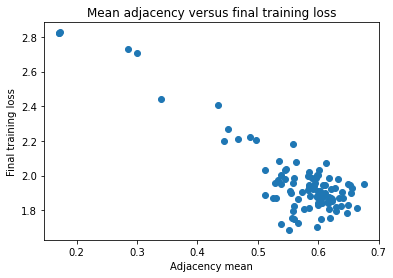 Mean adjacency versus final training loss
2.8
2.6
2.4
2.2
2.0
1.8
Final training loss
0.2 0.3 0.4 0.5 0.6 0.7
Adjacency mean